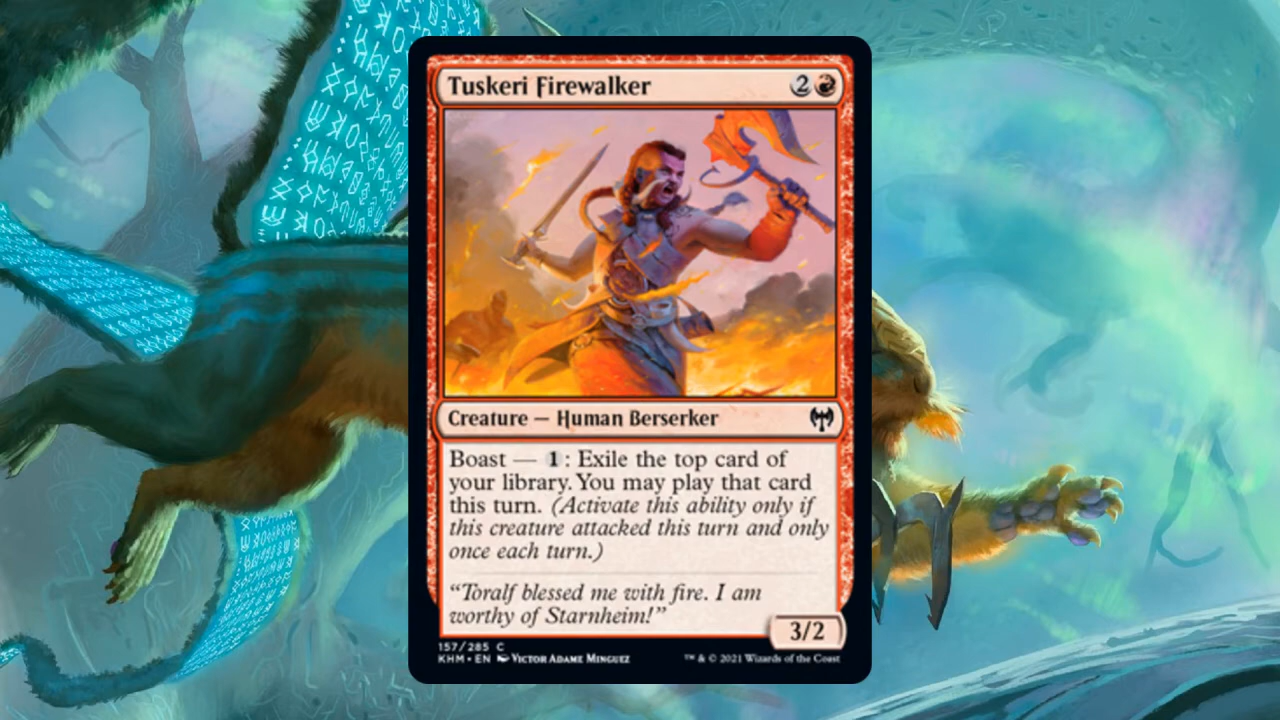 Tuskeri Firewalker 2
Creature — Human Berserker
Boast — 1: Exile the top card of
your library. You may play that card
this turn. (Activate this ability only if
this creature attacked this turn and only
once each turn.)
“Toralf blessed me with fire. I am
worthy of Starnheim!”
3/2
157/285 C
KHM • EN Victor Adame Minguez ™ & © 2021 Wizards of the Coast